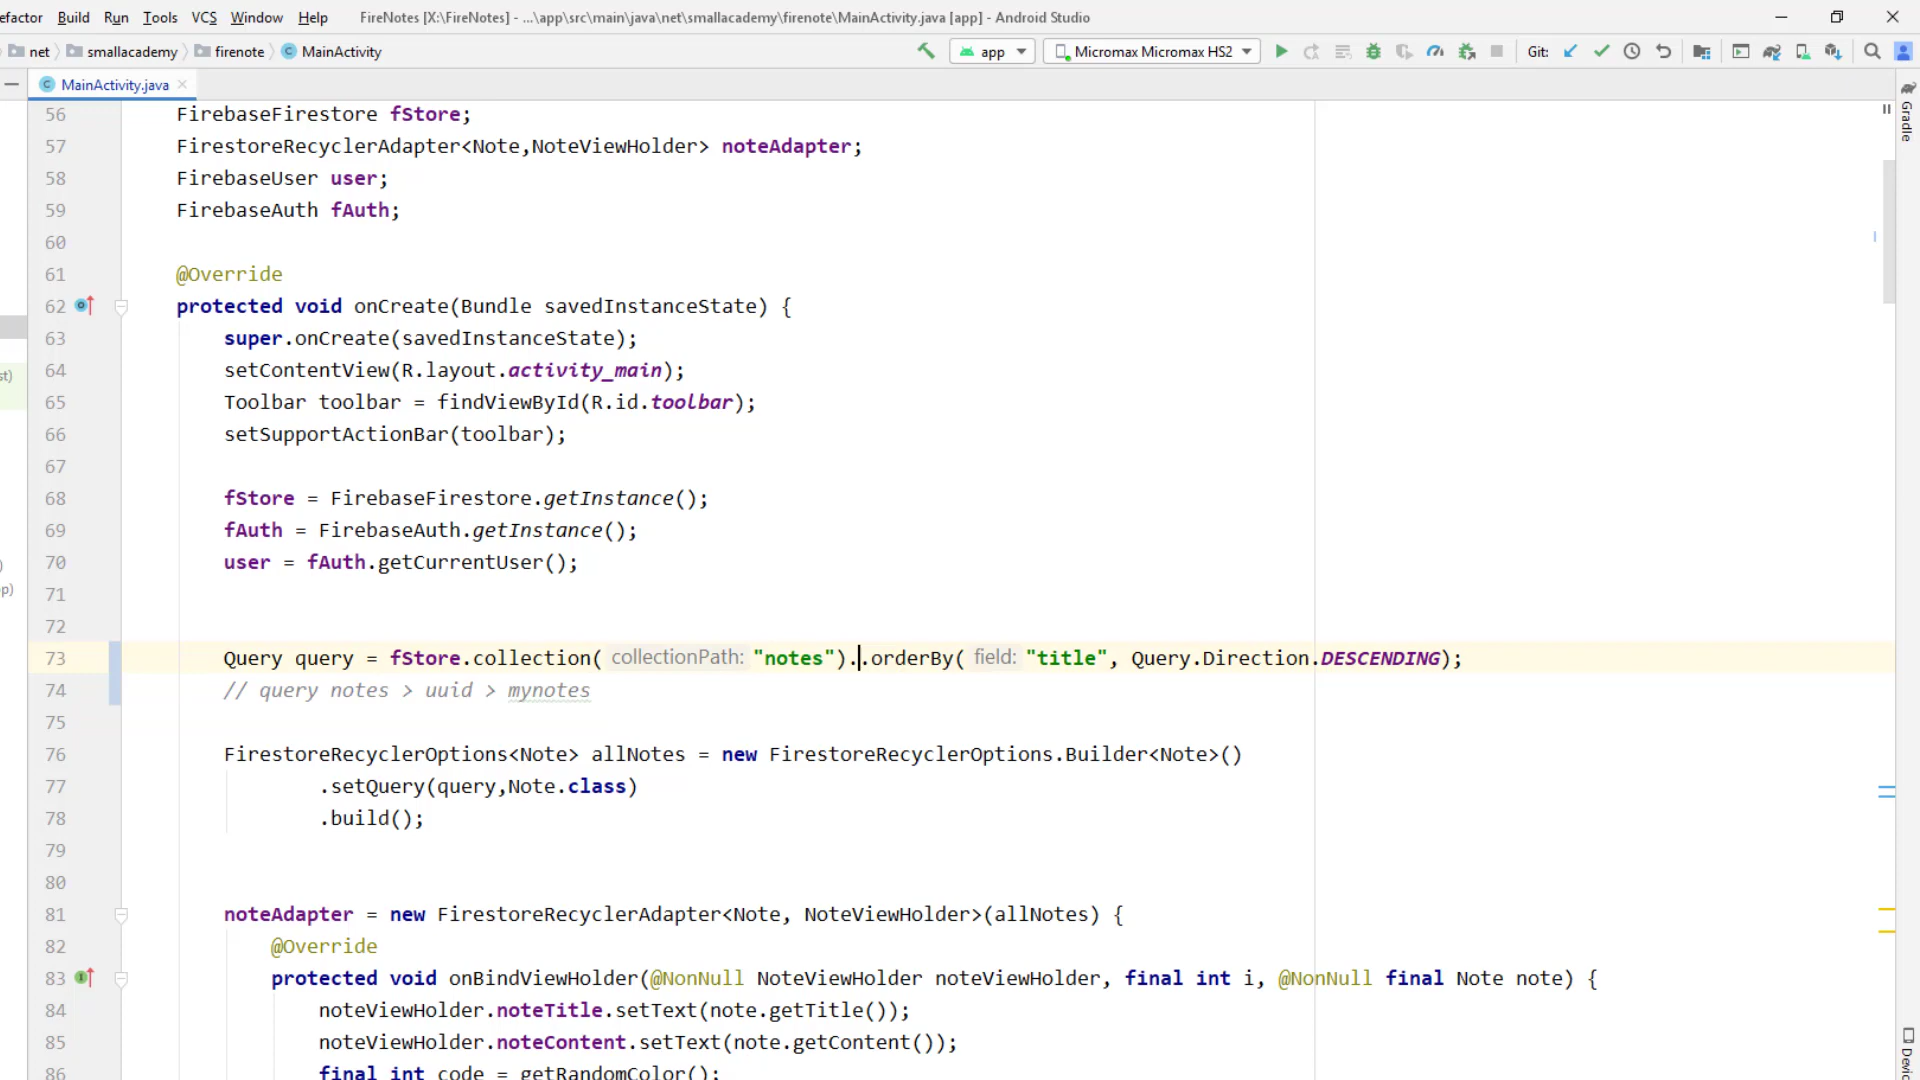 efactor Build Run Tools VCS Window Help FireNotes [X:\FireNotes] - ...\app\src\main\java\net\smallacademy\firenote\MainActivity.java [app] - Android Studio
net smallacademy firenote MainActivity app Micromax Micromax HS2 Git:
MainActivity.java
56 FirebaseFirestore fStore;
57 FirestoreRecyclerAdapter<Note,NoteViewHolder> noteAdapter;
58 FirebaseUser user;
59 FirebaseAuth fAuth;
60
61 @Override
62 protected void onCreate(Bundle savedInstanceState) {
63 super.onCreate(savedInstanceState);
64 setContentView(R.layout.activity_main);
65 Toolbar toolbar = findViewById(R.id.toolbar);
66 setSupportActionBar(toolbar);
67
68 fStore = FirebaseFirestore.getInstance();
69 fAuth = FirebaseAuth.getInstance();
70 user = fAuth.getCurrentUser();
71
72
73 Query query = fStore.collection( collectionPath: "notes")..orderBy( field: "title", Query.Direction.DESCENDING);
74 // query notes > uuid > mynotes
75
76 FirestoreRecyclerOptions<Note> allNotes = new FirestoreRecyclerOptions.Builder<Note>()
77 .setQuery(query,Note.class)
78 .build();
79
80
81 noteAdapter = new FirestoreRecyclerAdapter<Note, NoteViewHolder>(allNotes) {
82 @Override
83 protected void onBindViewHolder(@NonNull NoteViewHolder noteViewHolder, final int i, @NonNull final Note note) {
84 noteViewHolder.noteTitle.setText(note.getTitle());
85 noteViewHolder.noteContent.setText(note.getContent());
86 final int code = getRandomColor();
st)
)
p)
Gradle
Devic